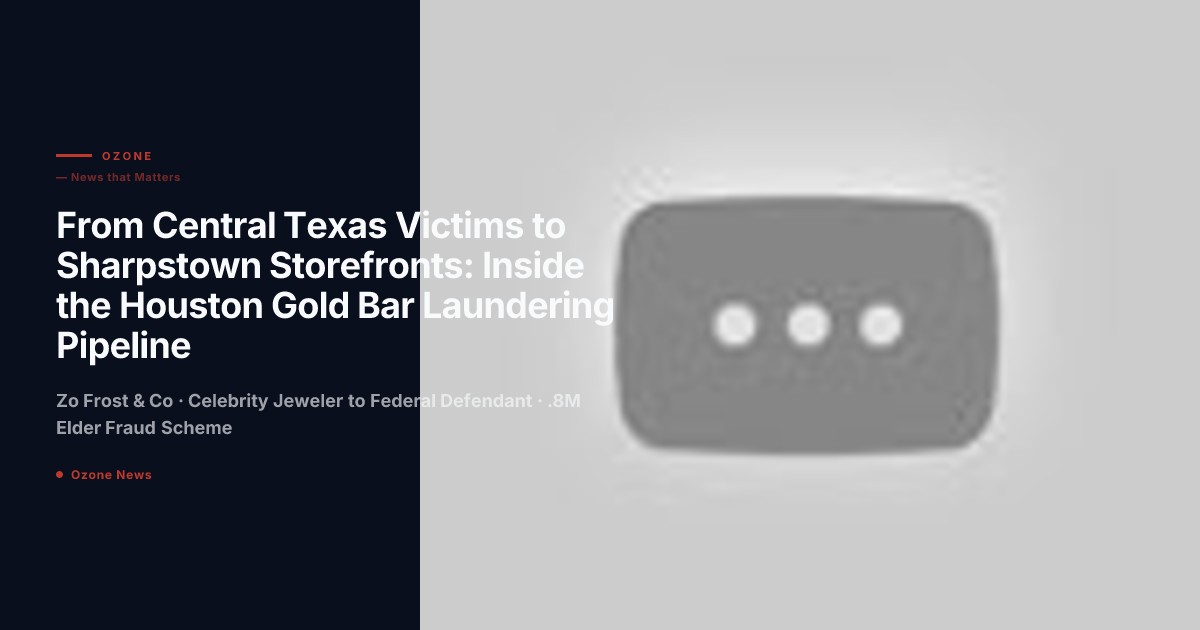 OZONE
— News that Matters
From Central Texas Victims to
Sharpstown Storefronts: Inside
the Houston Gold Bar Laundering
Pipeline
Zo Frost & Co · Celebrity Jeweler to Federal Defendant · .8M
Elder Fraud Scheme
Ozone News